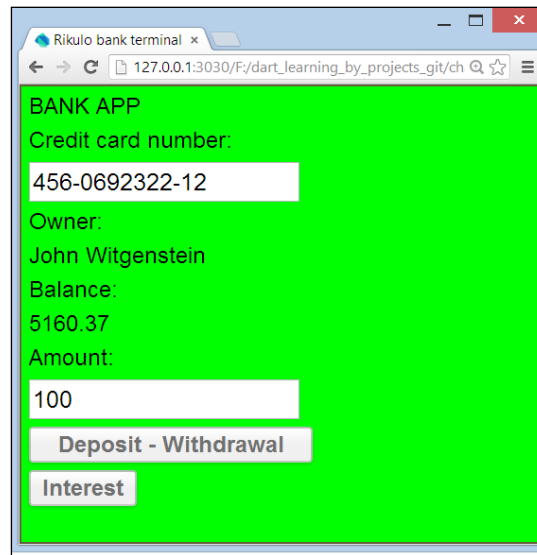 Rikulo bank terminal
127.0.0.1:3030/F:/dart_learning_by_projects_git/ch
BANK APP
Credit card number:
456-0692322-12
Owner:
John Witgenstein
Balance:
5160.37
Amount:
100
Deposit - Withdrawal
Interest